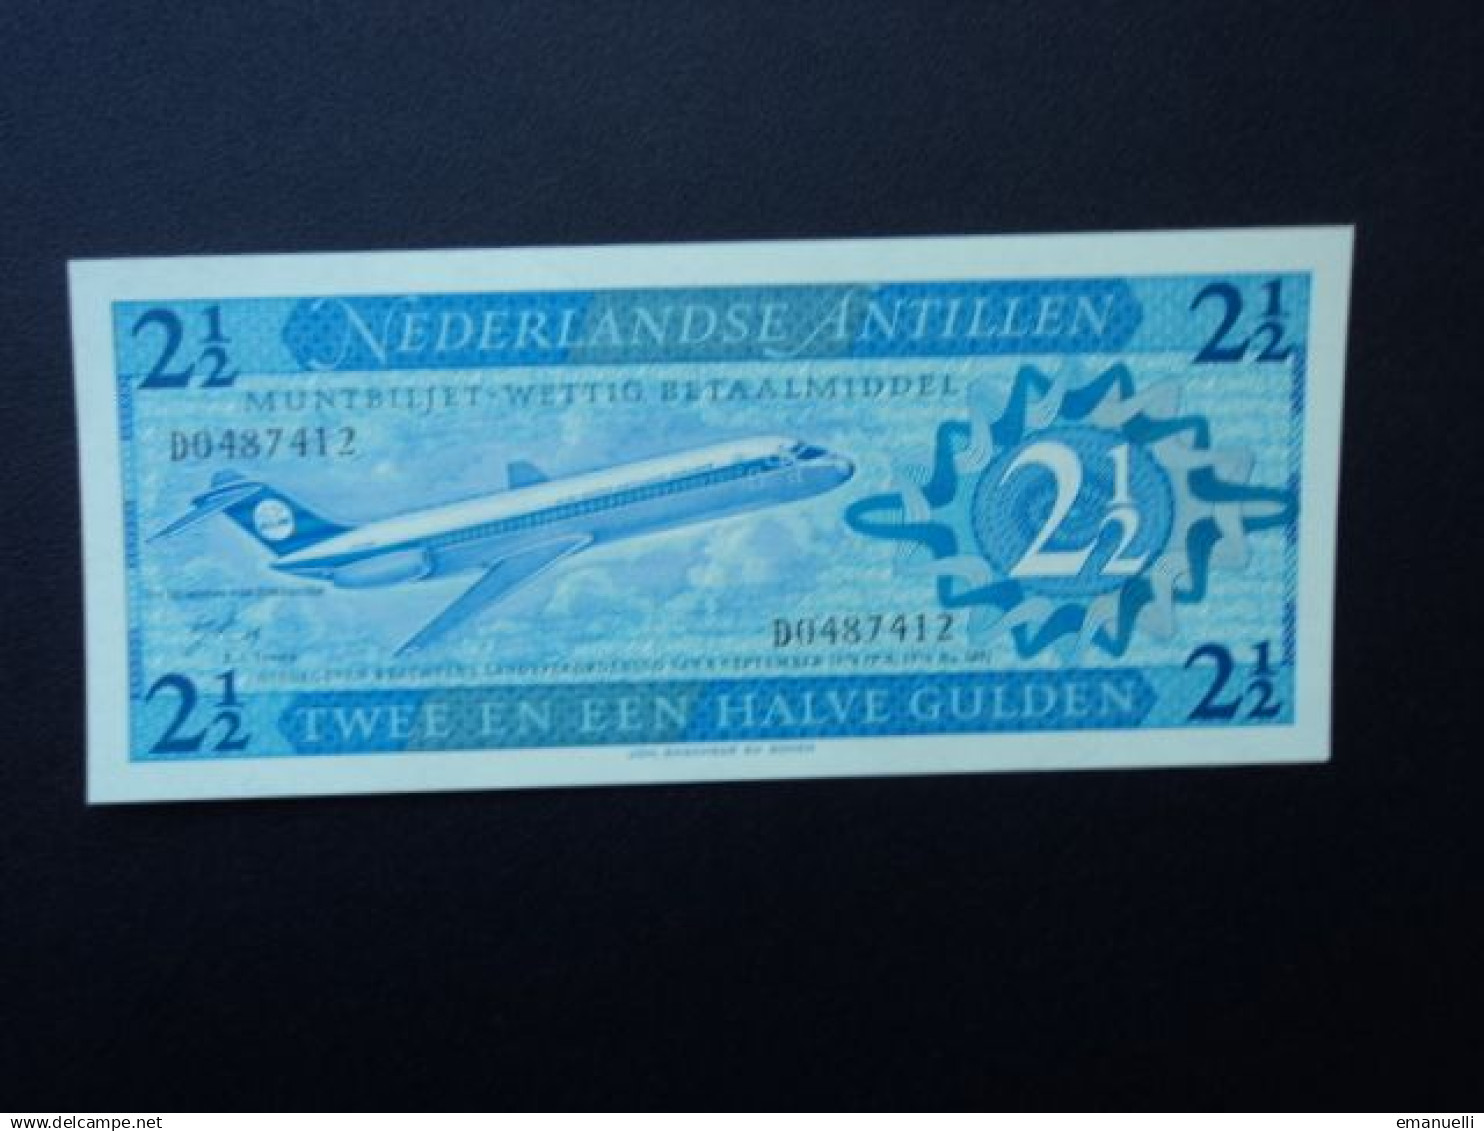 2½ NEDERLANDSE ANTILLEN 2½
MUNTBILJET-WETTIG BETAALMIDDEL
D0487412
2½
D0487412
2½ TWEE EN EEN HALVE GULDEN 2½
www.delcampe.net
emanuelli